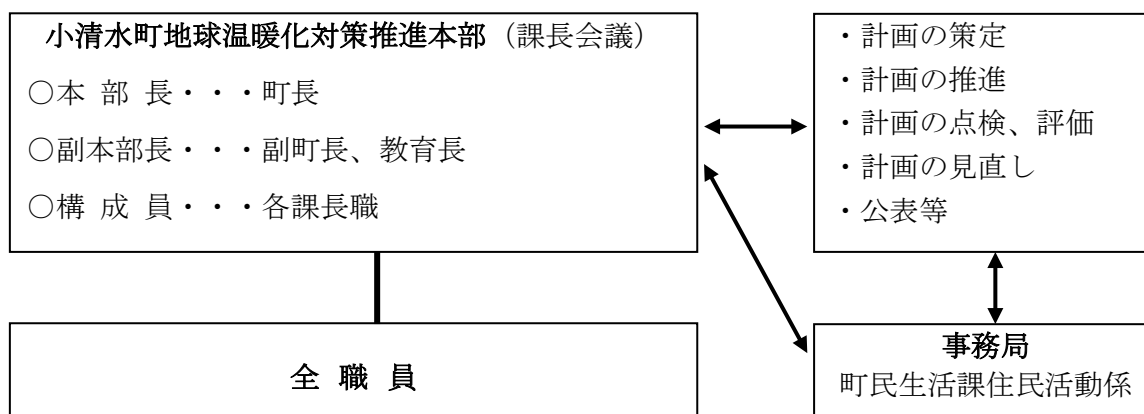 小清水町地球温暖化対策推進本部（課長会議）
○本 部 長・・・町長
○副本部長・・・副町長、教育長
○構 成 員・・・各課長職
・計画の策定
・計画の推進
・計画の点検、評価
・計画の見直し
・公表等
全 職 員
事務局
町民生活課住民活動係